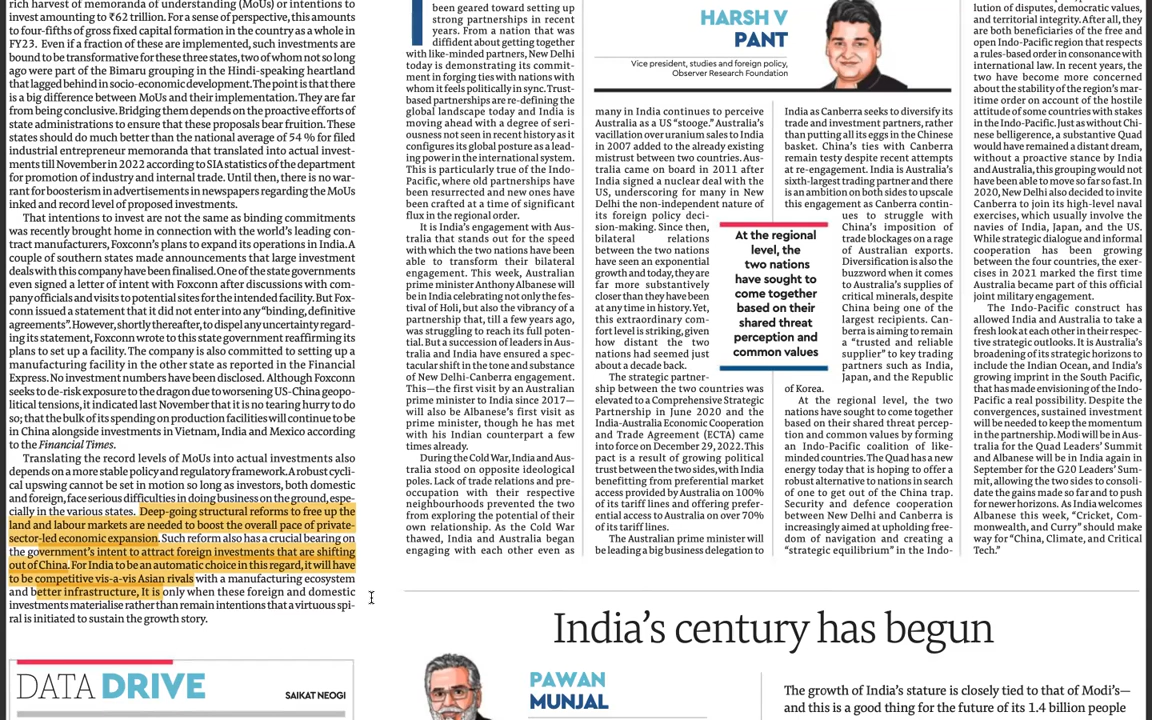 rich harvest of memorandum of understanding (MoUs) or intentions to
invest amounting to ₹62 trillion. For a sense of perspective, this amounts
to four-fifths of gross fixed capital formation in the country as a whole in
FY23. Even if a fraction of these are implemented, such investments are
bound to be transformative for these three states, two of whom not so long
ago were part of the Bimaru grouping in the Hindi-speaking heartland
that lagged behind in socio-economic development. The point is that there
is a big difference between MoUs and their implementation. They are far
from being conclusive. Bridging them depends on the proactive efforts of
state administrations to ensure that these proposals bear fruition. These
states should do much better than the national average of 54 % for filed
industrial entrepreneur memoranda that translated into actual invest-
ments till November in 2022 according to SIA statistics of the department
for promotion of industry and internal trade. Until then, there is no war-
rant for boosterism in advertisements in newspapers regarding the MoUs
inked and record level of proposed investments.
That intentions to invest are not the same as binding commitments
was recently brought home in connection with the world's leading con-
tract manufacturers, Foxconn's plans to expand its operations in India. A
couple of southern states made announcements that large investment
deals with this company have been finalised. One of the state governments
even signed a letter of intent with Foxconn after discussions with com-
pany officials and visits to potential sites for the intended facility. But Fox-
conn issued a statement that it did not enter into any "binding, definitive
agreements". However, shortly thereafter, to dispel any uncertainty regard-
ing its statement, Foxconn wrote to this state government reaffirming its
plans to set up a facility. The company is also committed to setting up a
manufacturing facility in the other state as reported in the Financial
Express. No investment numbers have been disclosed. Although Foxconn
seeks to de-risk exposure to the dragon due to worsening US-China geopo-
litical tensions, it indicated last November that it is no tearing hurry to do
so; that the bulk of its spending on production facilities will continue to be
in China alongside investments in Vietnam, India and Mexico according
to the Financial Times.
Translating the record levels of MoUs into actual investments also
depends on a more stable policy and regulatory framework. A robust cycli-
cal upswing cannot be set in motion so long as investors, both domestic
and foreign, face serious difficulties in doing business on the ground, espe-
cially in the various states. Deep-going structural reforms to free up the
land and labour markets are needed to boost the overall pace of private-
sector-led economic expansion. Such reform also has a crucial bearing on
the government's intent to attract foreign investments that are shifting
out of China. For India to be an automatic choice in this regard, it will have
to be competitive vis-a-vis Asian rivals with a manufacturing ecosystem
and better infrastructure, It is only when these foreign and domestic
investments materialise rather than remain intentions that a virtuous spi-
ral is initiated to sustain the growth story.
DATA DRIVE
SAIKAT NEOGI
been geared toward setting up
strong partnerships in recent
years. From a nation that was
diffident about getting together
with like-minded partners, New Delhi
today is demonstrating its commit-
ment in forging ties with nations with
whom it feels politically in sync. Trust-
based partnerships are re-defining the
global landscape today and India is
moving ahead with a degree of seri-
ousness not seen in recent history as it
configures its global posture as a lead-
ing power in the international system.
This is particularly true of the Indo-
Pacific, where old partnerships have
been resurrected and new ones have
been crafted at a time of significant
flux in the regional order.
It is India's engagement with Aus-
tralia that stands out for the speed
with which the two nations have been
able to transform their bilateral
engagement. This week, Australian
prime minister Anthony Albanese will
be in India celebrating not only the fes-
tival of Holi, but also the vibrancy of a
partnership that, till a few years ago,
was struggling to reach its full poten-
tial. But a succession of leaders in Aus-
tralia and India have ensured a spec-
tacular shift in the tone and substance
of New Delhi-Canberra engagement.
This—the first visit by an Australian
prime minister to India since 2017—
will also be Albanese's first visit as
prime minister, though he has met
with his Indian counterpart a few
times already.
During the Cold War, India and Aus-
tralia stood on opposite ideological
poles. Lack of trade relations and pre-
occupation with their respective
neighbourhoods prevented the two
from exploring the potential of their
own relationship. As the Cold War
thawed, India and Australia began
engaging with each other even as
HARSH V
PANT
Vice president, studies and foreign policy,
Observer Research Foundation
many in India continues to perceive
Australia as a US "stooge." Australia's
vacillation over uranium sales to India
in 2007 added to the already existing
mistrust between two countries. Aus-
tralia came on board in 2011 after
India signed a nuclear deal with the
US, underscoring for many in New
Delhi the non-independent nature of
its foreign policy deci-
sion-making. Since then,
bilateral relations
between the two nations
have seen an exponential
growth and today, they are
far more substantively
closer than they have been
at any time in history. Yet,
this extraordinary com-
fort level is striking, given
how distant the two
nations had seemed just
about a decade back.
The strategic partner-
ship between the two countries was
elevated to a Comprehensive Strategic
Partnership in June 2020 and the
India-Australia Economic Cooperation
and Trade Agreement (ECTA) came
into force on December 29, 2022. This
pact is a result of growing political
trust between the two sides, with India
benefitting from preferential market
access provided by Australia on 100%
of its tariff lines and offering prefer-
ential access to Australia on over 70%
of its tariff lines.
The Australian prime minister will
be leading a big business delegation to
At the regional
level, the
two nations
have sought to
come together
based on their
shared threat
perception and
common values
India as Canberra seeks to diversify its
trade and investment partners, rather
than putting all its eggs in the Chinese
basket. China's ties with Canberra
remain testy despite recent attempts
at re-engagement. India is Australia's
sixth-largest trading partner and there
is an ambition on both sides to upscale
this engagement as Canberra contin-
ues to struggle with
China's imposition of
trade blockages on a rage
of Australian exports.
Diversification is also the
buzzword when it comes
to Australia's supplies of
critical minerals, despite
China being one of the
largest recipients. Can-
berra is aiming to remain
a "trusted and reliable
supplier" to key trading
partners such as India,
Japan, and the Republic
of Korea.
At the regional level, the two
nations have sought to come together
based on their shared threat percep-
tion and common values by forming
an Indo-Pacific coalition of like-
minded countries. The Quad has a new
energy today that is hoping to offer a
robust alternative to nations in search
of one to get out of the China trap.
Security and defence cooperation
between New Delhi and Canberra is
increasingly aimed at upholding free-
dom of navigation and creating a
"strategic equilibrium" in the Indo-
lution of disputes, democratic values,
and territorial integrity. After all, they
are both beneficiaries of the free and
open Indo-Pacific region that respects
a rules-based order in consonance with
international law. In recent years, the
two have become more concerned
about the stability of the region's mar-
itime order on account of the hostile
attitude of some countries with stakes
in the Indo-Pacific. Just as without Chi-
nese belligerence, a substantive Quad
would have remained a distant dream,
without a proactive stance by India
and Australia, this grouping would not
have been able to move so far so fast. In
2020, New Delhi also decided to invite
Canberra to join its high-level naval
exercises, which usually involve the
navies of India, Japan, and the US.
While strategic dialogue and informal
cooperation has been growing
between the four countries, the exer-
cises in 2021 marked the first time
Australia became part of this official
joint military engagement.
The Indo-Pacific construct has
allowed India and Australia to take a
fresh look at each other in their respec-
tive strategic outlooks. It is Australia's
broadening of its strategic horizons to
include the Indian Ocean, and India's
growing imprint in the South Pacific,
that has made envisioning of the Indo-
Pacific a real possibility. Despite the
convergences, sustained investment
will be needed to keep the momentum
in the partnership. Modi will be in Aus-
tralia for the Quad Leaders' Summit
and Albanese will be in India again in
September for the G20 Leaders' Sum-
mit, allowing the two sides to consoli-
date the gains made so far and to push
for newer horizons. As India welcomes
Albanese this week, "Cricket, Com-
monwealth, and Curry" should make
way for "China, Climate, and Critical
Tech."
India's century has begun
PAWAN
MUNJAL
The growth of India's stature is closely tied to that of Modi's—
and this is a good thing for the future of its 1.4 billion people